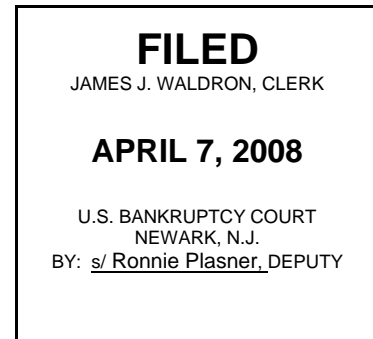 FILED
JAMES J. WALDRON, CLERK
APRIL 7, 2008
U.S. BANKRUPTCY COURT
NEWARK, N.J.
BY: s/ Ronnie Plasner, DEPUTY